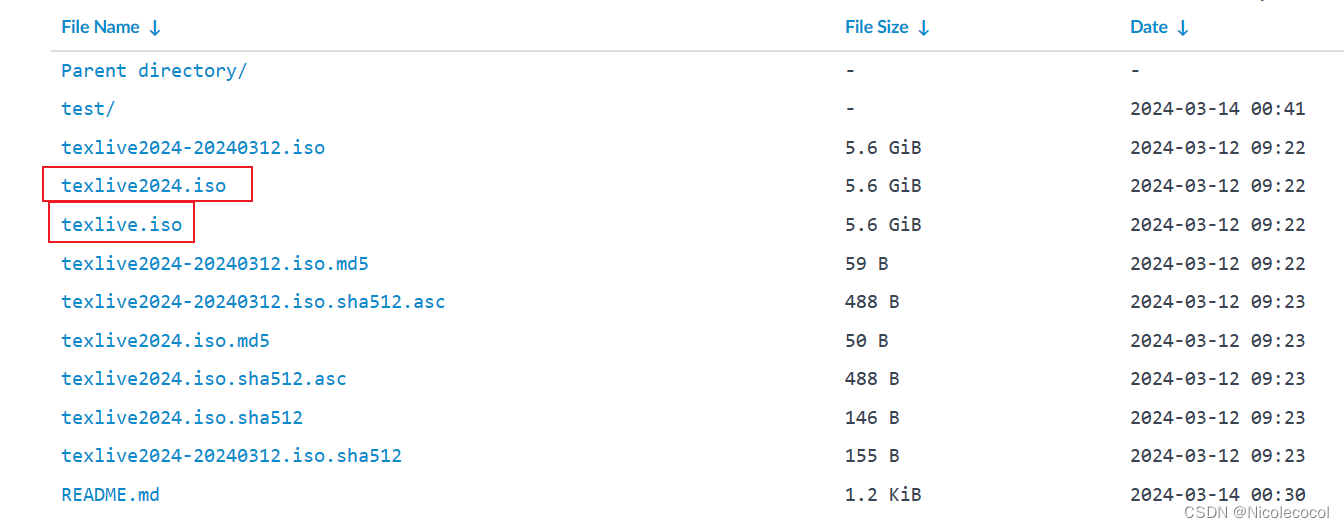 File Name ↓ File Size ↓ Date ↓
Parent directory/ - -
test/ - 2024-03-14 00:41
texlive2024-20240312.iso 5.6 GiB 2024-03-12 09:22
texlive2024.iso 5.6 GiB 2024-03-12 09:22
texlive.iso 5.6 GiB 2024-03-12 09:22
texlive2024-20240312.iso.md5 59 B 2024-03-12 09:22
texlive2024-20240312.iso.sha512.asc 488 B 2024-03-12 09:23
texlive2024.iso.md5 50 B 2024-03-12 09:23
texlive2024.iso.sha512.asc 488 B 2024-03-12 09:23
texlive2024.iso.sha512 146 B 2024-03-12 09:23
texlive2024-20240312.iso.sha512 155 B 2024-03-12 09:23
README.md 1.2 KiB 2024-03-14 00:30
CSDN @Nicolecocol